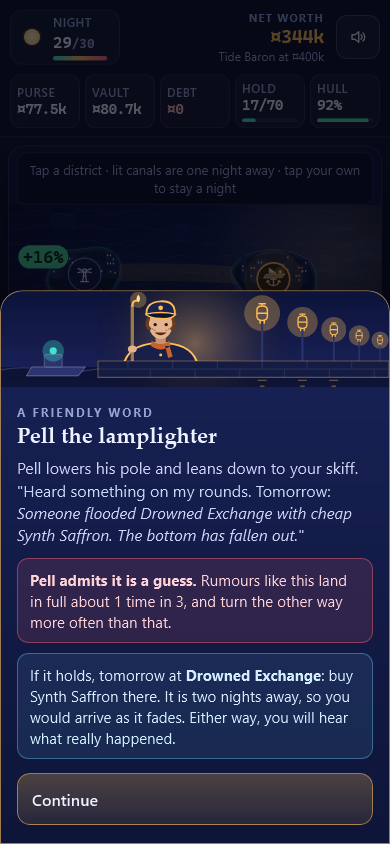 NIGHT
29/30
NET WORTH
¤344k
Tide Baron at ¤400k
PURSE
¤77.5k
VAULT
¤80.7k
DEBT
¤0
HOLD
17/70
HULL
92%
Tap a district · lit canals are one night away · tap your own
to stay a night
+16%
A FRIENDLY WORD
Pell the lamplighter
Pell lowers his pole and leans down to your skiff.
"Heard something on my rounds. Tomorrow:
Someone flooded Drowned Exchange with cheap
Synth Saffron. The bottom has fallen out."
Pell admits it is a guess. Rumours like this land
in full about 1 time in 3, and turn the other way
more often than that.
If it holds, tomorrow at Drowned Exchange: buy
Synth Saffron there. It is two nights away, so you
would arrive as it fades. Either way, you will hear
what really happened.
Continue